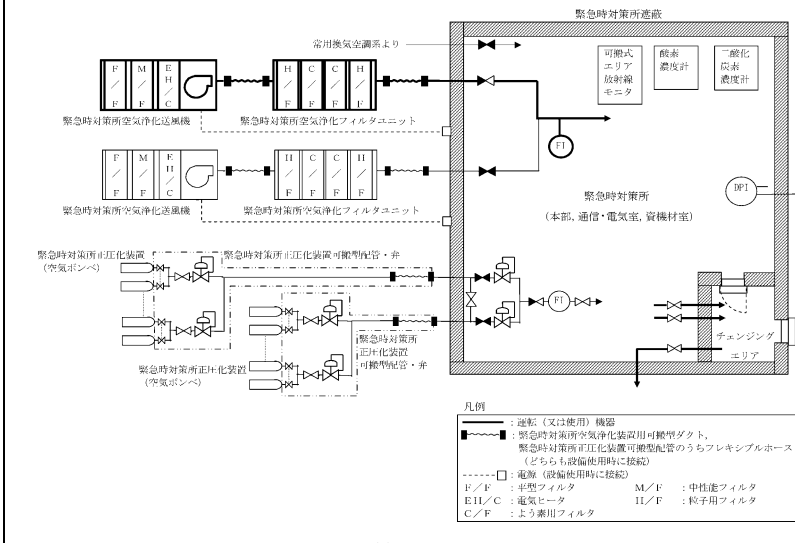 緊急時対策所遮蔽
常用換気空調系より
可搬式
エリア
放射線
モニタ
酸素
濃度計
二酸化
炭素
濃度計
F／F
M／F
EH／C
H／F
C／F
C／F
H／F
緊急時対策所空気浄化送風機
緊急時対策所空気浄化フィルタユニット
FI
F／F
M／F
EH／C
H／F
C／F
C／F
H／F
緊急時対策所空気浄化送風機
緊急時対策所空気浄化フィルタユニット
緊急時対策所
（本部，通信・電気室，資機材室）
DPI
緊急時対策所正圧化装置
（空気ボンベ）
緊急時対策所正圧化装置可搬型配管・弁
FI
緊急時対策所
正圧化装置
可搬型配管・弁
緊急時対策所正圧化装置
（空気ボンベ）
チェンジング
エリア
凡例
：運転（又は使用）機器
：緊急時対策所空気浄化装置用可搬型ダクト，
緊急時対策所正圧化装置可搬型配管のうちフレキシブルホース
（どちらも設備使用時に接続）
：電源（設備使用時に接続）
F／F ：平型フィルタ M／F ：中性能フィルタ
EH／C ：電気ヒータ H／F ：粒子用フィルタ
C／F ：よう素用フィルタ